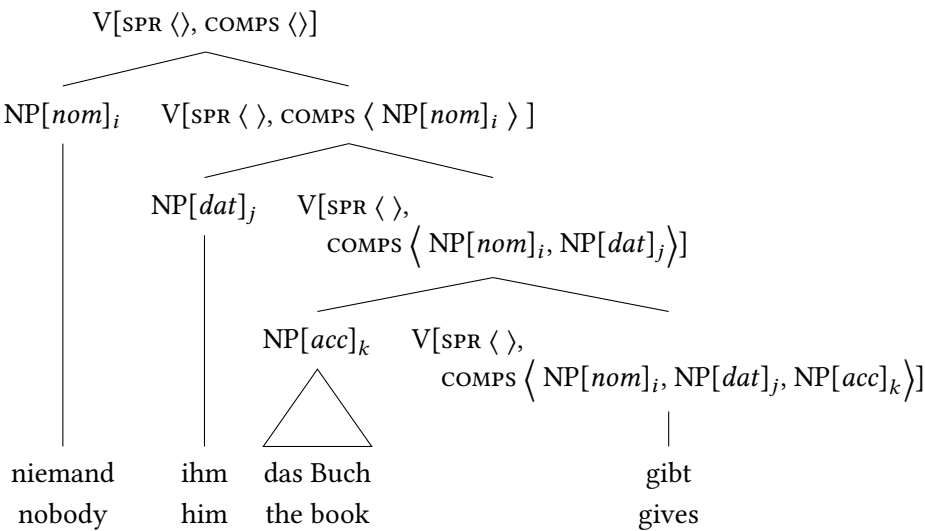 V[SPR ⟨⟩, COMPS ⟨⟩]
NP[nom]ᵢ V[SPR ⟨ ⟩, COMPS ⟨ NP[nom]ᵢ ⟩ ]
NP[dat]ⱼ V[SPR ⟨ ⟩,
COMPS ⟨ NP[nom]ᵢ, NP[dat]ⱼ⟩]
NP[acc]ₖ V[SPR ⟨ ⟩,
COMPS ⟨ NP[nom]ᵢ, NP[dat]ⱼ, NP[acc]ₖ⟩]
niemand ihm das Buch gibt
nobody him the book gives